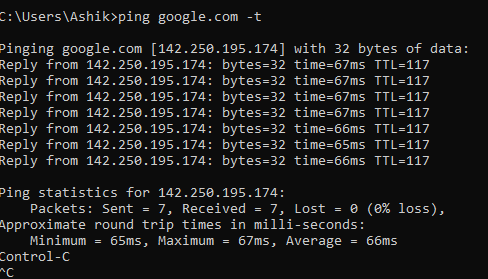 C:\Users\Ashik>ping google.com -t
Pinging google.com [142.250.195.174] with 32 bytes of data:
Reply from 142.250.195.174: bytes=32 time=67ms TTL=117
Reply from 142.250.195.174: bytes=32 time=67ms TTL=117
Reply from 142.250.195.174: bytes=32 time=67ms TTL=117
Reply from 142.250.195.174: bytes=32 time=67ms TTL=117
Reply from 142.250.195.174: bytes=32 time=66ms TTL=117
Reply from 142.250.195.174: bytes=32 time=65ms TTL=117
Reply from 142.250.195.174: bytes=32 time=66ms TTL=117
Ping statistics for 142.250.195.174:
    Packets: Sent = 7, Received = 7, Lost = 0 (0% loss),
Approximate round trip times in milli-seconds:
    Minimum = 65ms, Maximum = 67ms, Average = 66ms
Control-C
^C